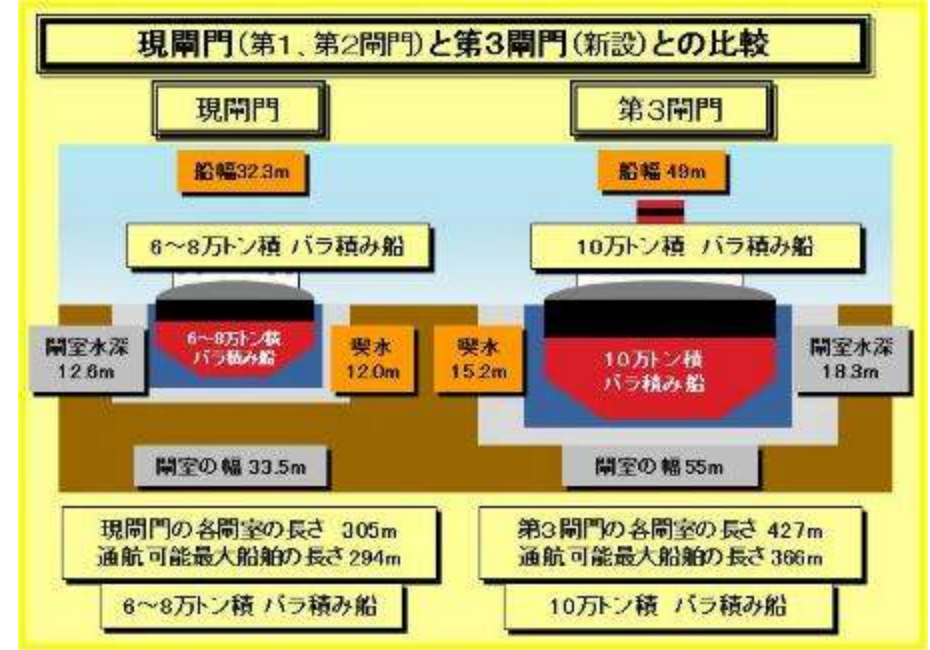 現閘門(第1、第2閘門)と第3閘門(新設)との比較
現閘門
第3閘門
船幅32.3m
船幅 49m
6～8万トン積 バラ積み船
10万トン積 バラ積み船
閘室水深
12.6m
6～8万トン積
バラ積み船
喫水
12.0m
喫水
15.2m
10万トン積
バラ積み船
閘室水深
18.3m
閘室の幅 33.5m
閘室の幅 55m
現閘門の各閘室の長さ 305m
通航可能最大船舶の長さ 294m
第3閘門の各閘室の長さ 427m
通航可能最大船舶の長さ 366m
6～8万トン積 バラ積み船
10万トン積 バラ積み船